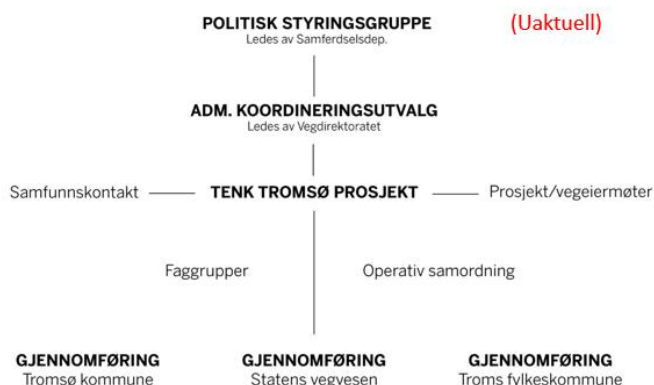 POLITISK STYRINGSGRUPPE
(Uaktuell)
Ledes av Samferdselsdep.
ADM. KOORDINERINGSUTVALG
Ledes av Vegdirektoratet
Samfunnskontakt
TENK TROMSØ PROSJEKT
Prosjekt/vegeiermøter
Faggrupper
Operativ samordning
GJENNOMFØRING
Tromsø kommune
GJENNOMFØRING
Statens vegvesen
GJENNOMFØRING
Troms fylkeskommune